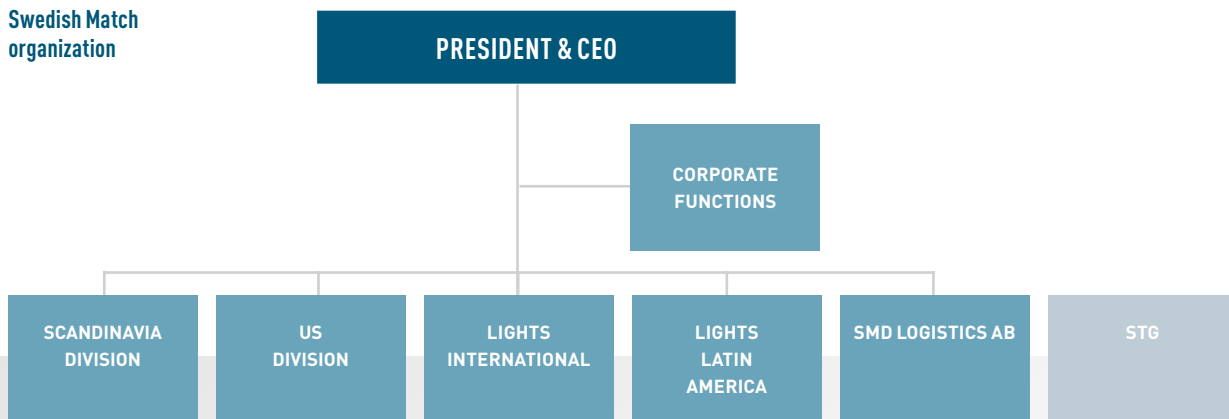 Swedish Match
organization
PRESIDENT & CEO
CORPORATE
FUNCTIONS
SCANDINAVIA
DIVISION
US
DIVISION
LIGHTS
INTERNATIONAL
LIGHTS
LATIN
AMERICA
SMD LOGISTICS AB
STG